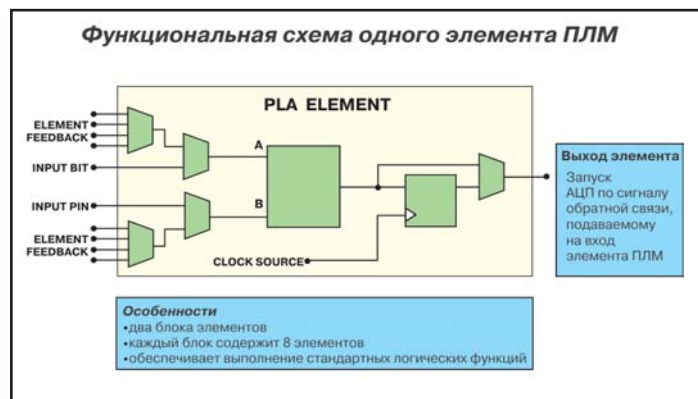 Функциональная схема одного элемента ПЛМ
PLA ELEMENT
ELEMENT
FEEDBACK
INPUT BIT
A
INPUT PIN
B
ELEMENT
FEEDBACK
CLOCK SOURCE
Выход элемента
Запуск
АЦП по сигналу
обратной связи,
подаваемому
на вход
элемента ПЛМ
Особенности
•два блока элементов
•каждый блок содержит 8 элементов
•обеспечивает выполнение стандартных логических функций